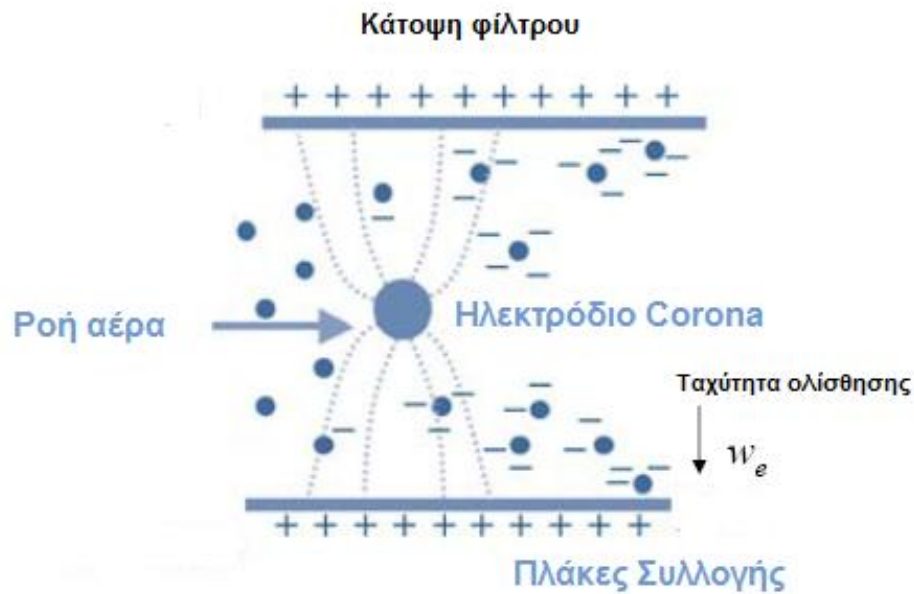 Κάτοψη φίλτρου
+ + + + + + + + + +
Ροή αέρα
Ηλεκτρόδιο Corona
Ταχύτητα ολίσθησης
w_e
+ + + + + + + + + +
Πλάκες Συλλογής